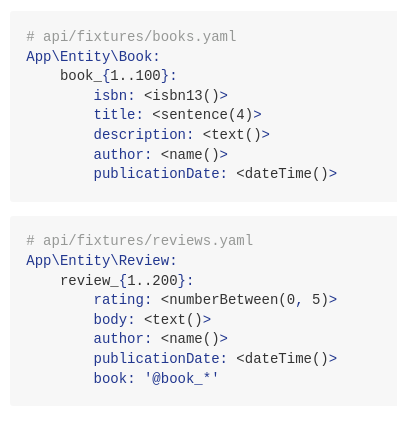 # api/fixtures/books.yaml
App\Entity\Book:
    book_{1..100}:
        isbn: <isbn13()>
        title: <sentence(4)>
        description: <text()>
        author: <name()>
        publicationDate: <dateTime()>
# api/fixtures/reviews.yaml
App\Entity\Review:
    review_{1..200}:
        rating: <numberBetween(0, 5)>
        body: <text()>
        author: <name()>
        publicationDate: <dateTime()>
        book: '@book_*'